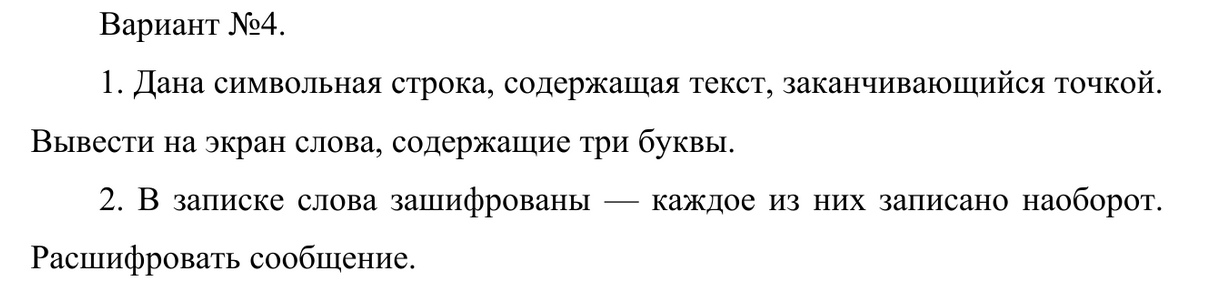 Вариант №4.
1. Дана символьная строка, содержащая текст, заканчивающийся точкой.
Вывести на экран слова, содержащие три буквы.
2. В записке слова зашифрованы — каждое из них записано наоборот.
Расшифровать сообщение.